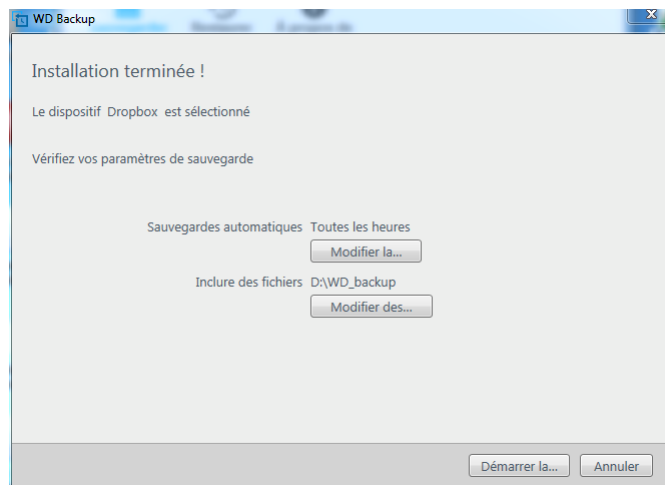 WD Backup
Installation terminée !
Le dispositif Dropbox est sélectionné
Vérifiez vos paramètres de sauvegarde
Sauvegardes automatiques Toutes les heures
Modifier la...
Inclure des fichiers D:\WD_backup
Modifier des...
Démarrer la... Annuler